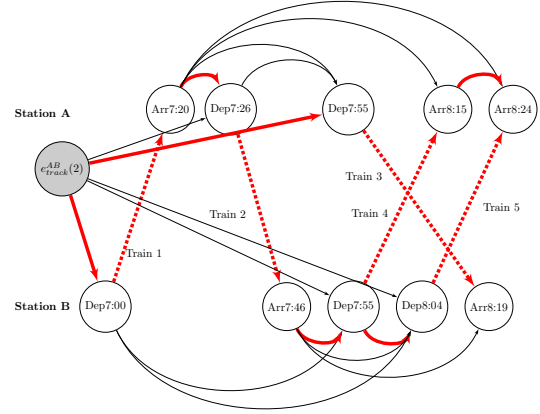 Arr7:20
Dep7:26
Dep7:55
Arr8:15
Arr8:24
Station A
e^{AB}_{track}(2)
Train 3
Train 2
Train 4
Train 5
Train 1
Station B
Dep7:00
Arr7:46
Dep7:55
Dep8:04
Arr8:19